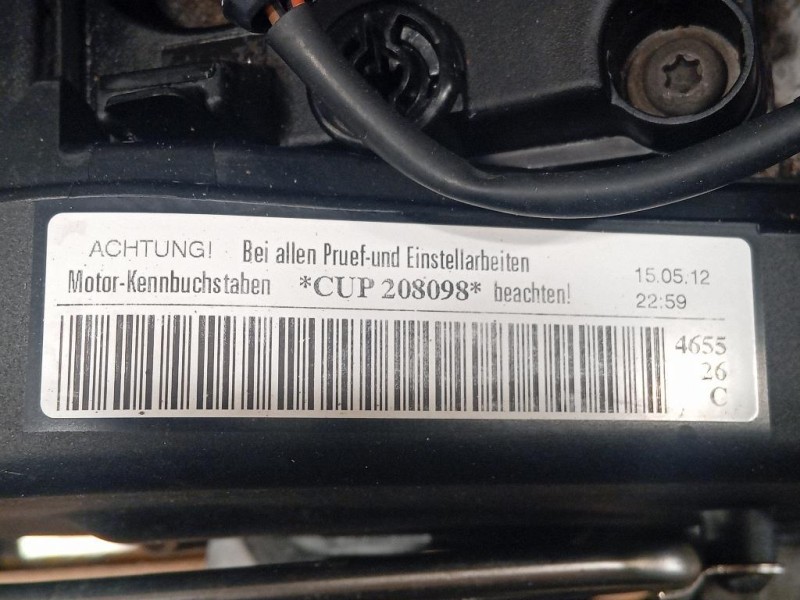 ACHTUNG! Bei allen Pruef-und Einstellarbeiten
Motor-Kennbuchstaben *CUP 208098* beachten!
15.05.12
22:59
4655
26
C